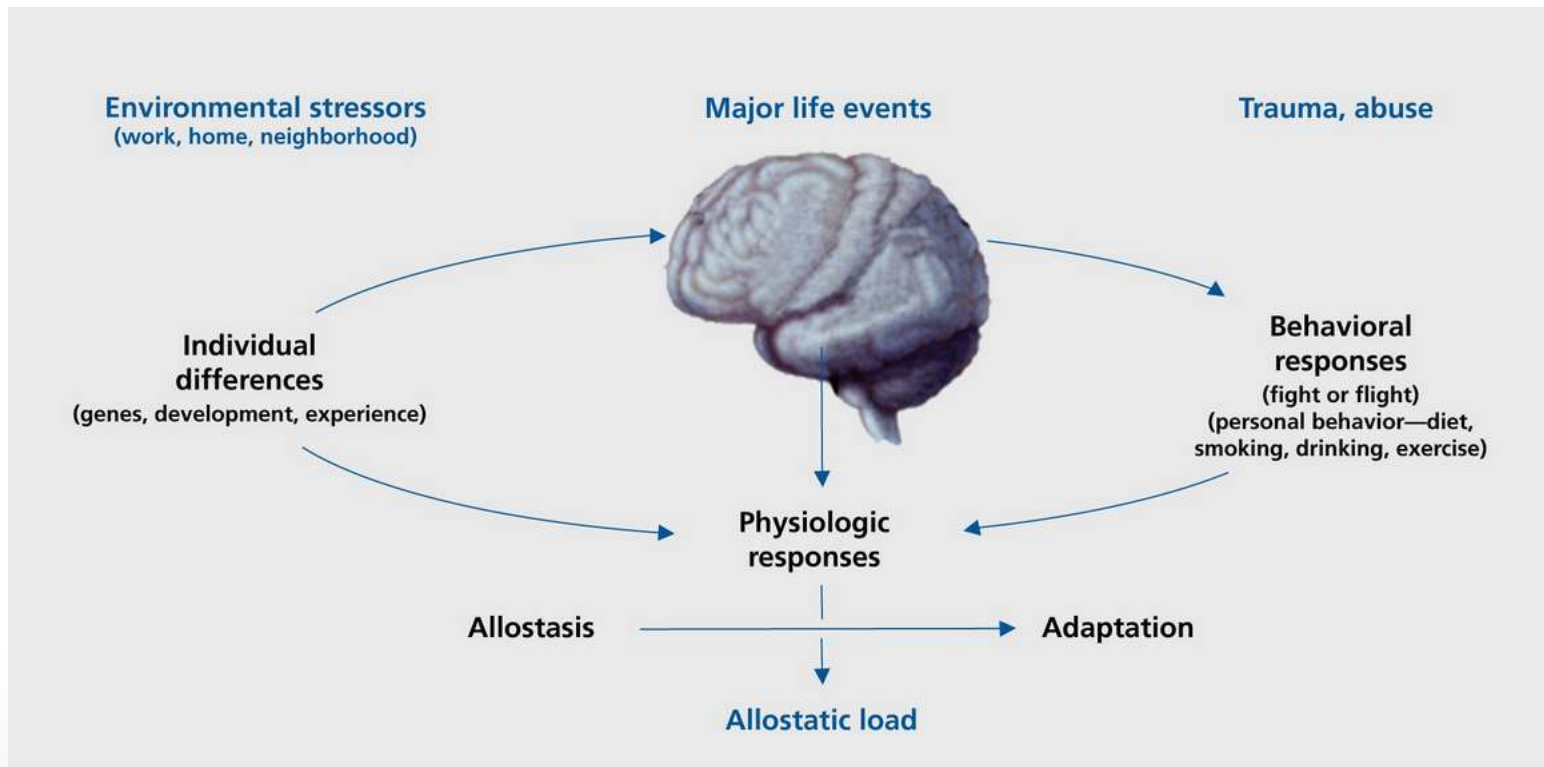 Environmental stressors
(work, home, neighborhood)
Major life events
Trauma, abuse
Individual
differences
(genes, development, experience)
Behavioral
responses
(fight or flight)
(personal behavior—diet,
smoking, drinking, exercise)
Physiologic
responses
Allostasis
Adaptation
Allostatic load